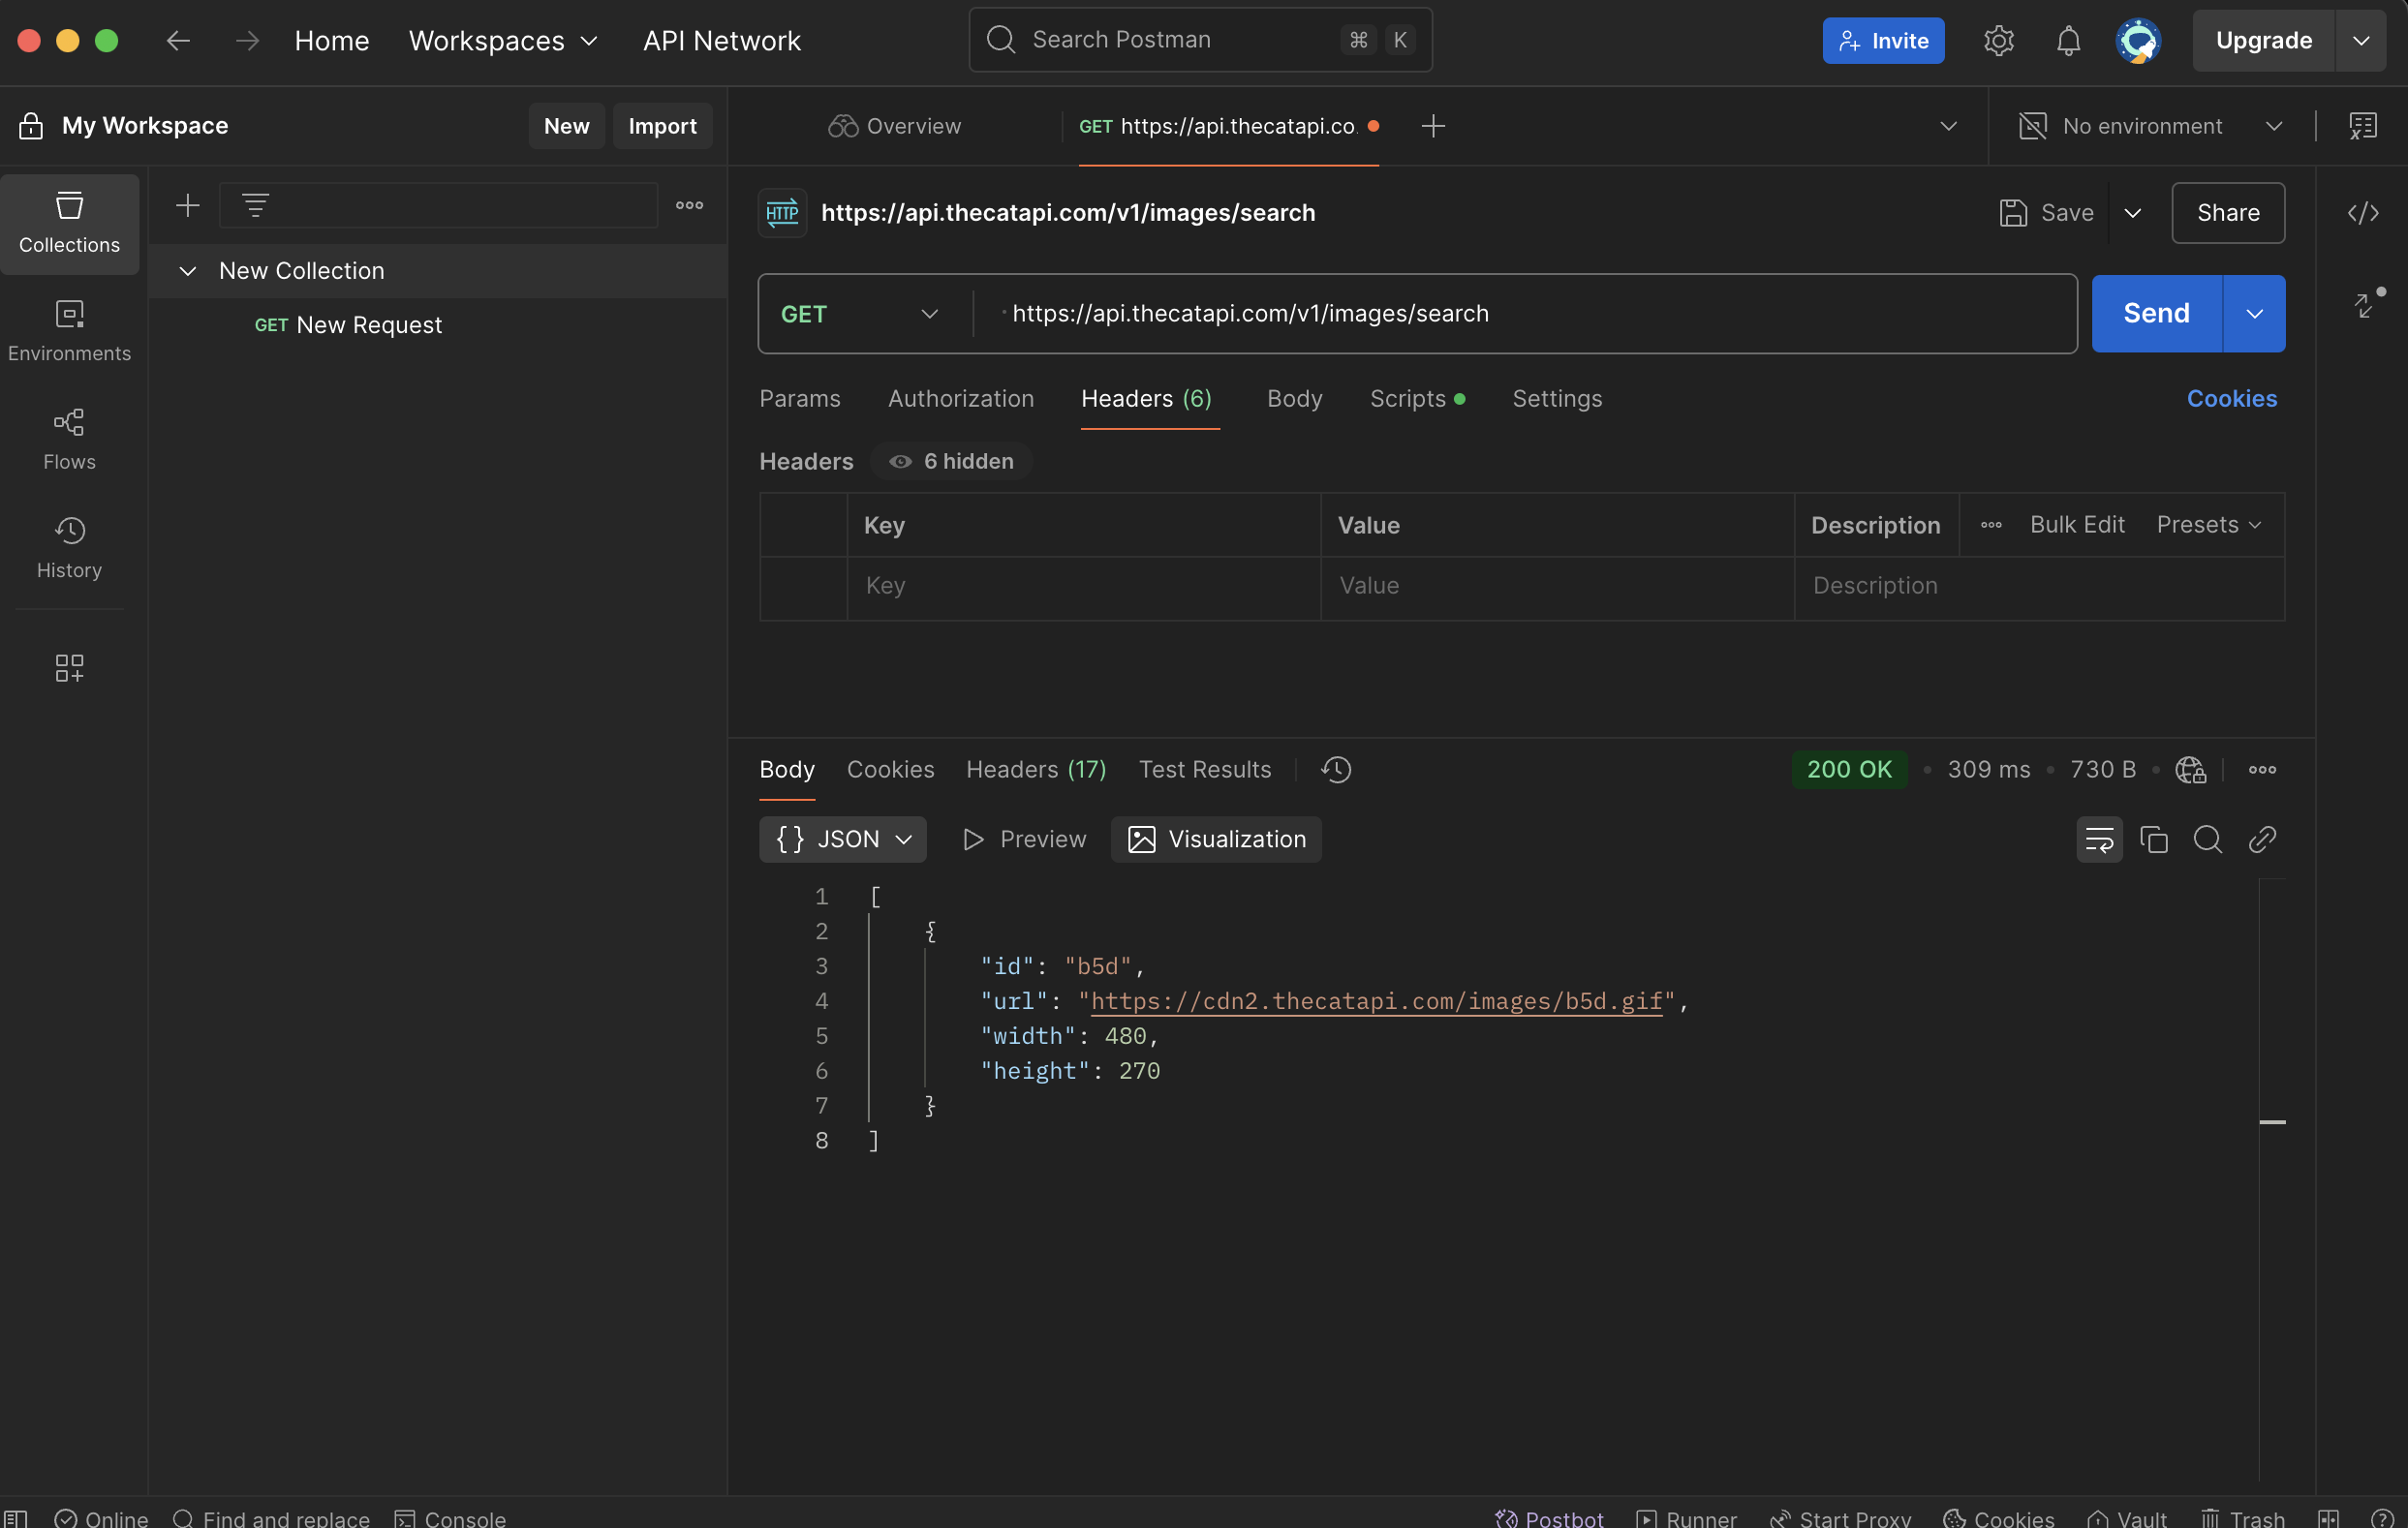 Home Workspaces API Network Search Postman ⌘ K Invite Upgrade
My Workspace New Import Overview GET https://api.thecatapi.co. No environment
Collections
Environments
Flows
History
New Collection
GET New Request
HTTP https://api.thecatapi.com/v1/images/search Save Share
GET https://api.thecatapi.com/v1/images/search Send
Params Authorization Headers (6) Body Scripts Settings Cookies
Headers 6 hidden
Key Value Description Bulk Edit Presets
Key Value Description
Body Cookies Headers (17) Test Results 200 OK • 309 ms • 730 B
{ } JSON Preview Visualization
1 [
2 {
3 "id": "b5d",
4 "url": "https://cdn2.thecatapi.com/images/b5d.gif",
5 "width": 480,
6 "height": 270
7 }
8 ]
Online Find and replace Console Postbot Runner Start Proxy Cookies Vault Trash